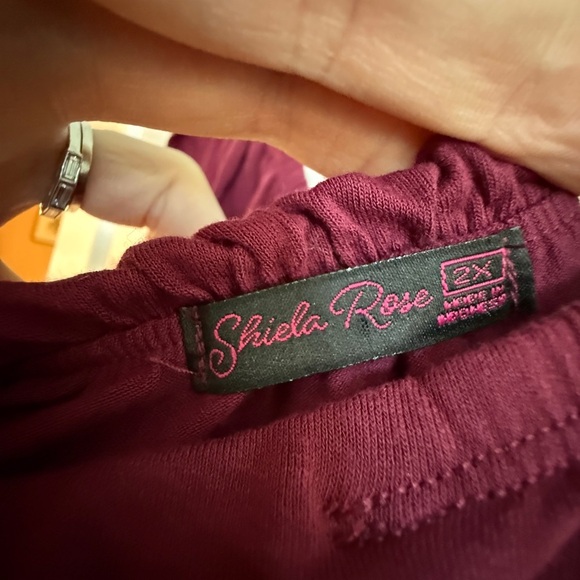 Shiela Rose
2X
MADE IN
INDONESIA